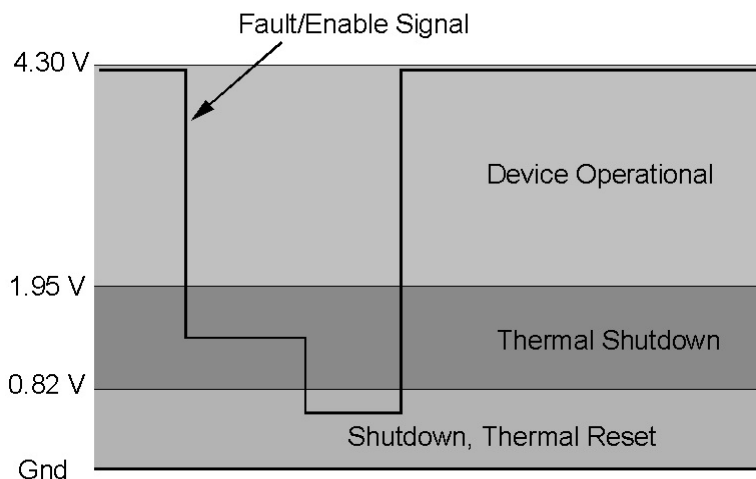 Fault/Enable Signal
4.30 V
Device Operational
1.95 V
Thermal Shutdown
0.82 V
Shutdown, Thermal Reset
Gnd